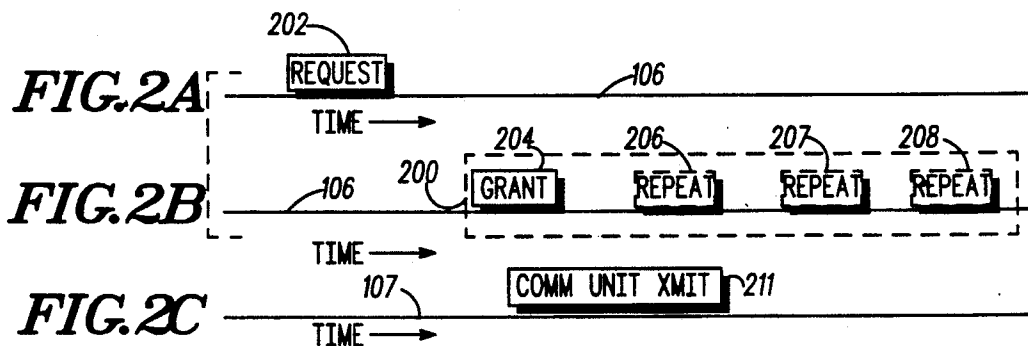 202
REQUEST
FIG.2A
106
TIME
204
206
207
208
200
GRANT
REPEAT
REPEAT
REPEAT
FIG.2B
106
TIME
107
COMM UNIT XMIT
211
FIG.2C
TIME